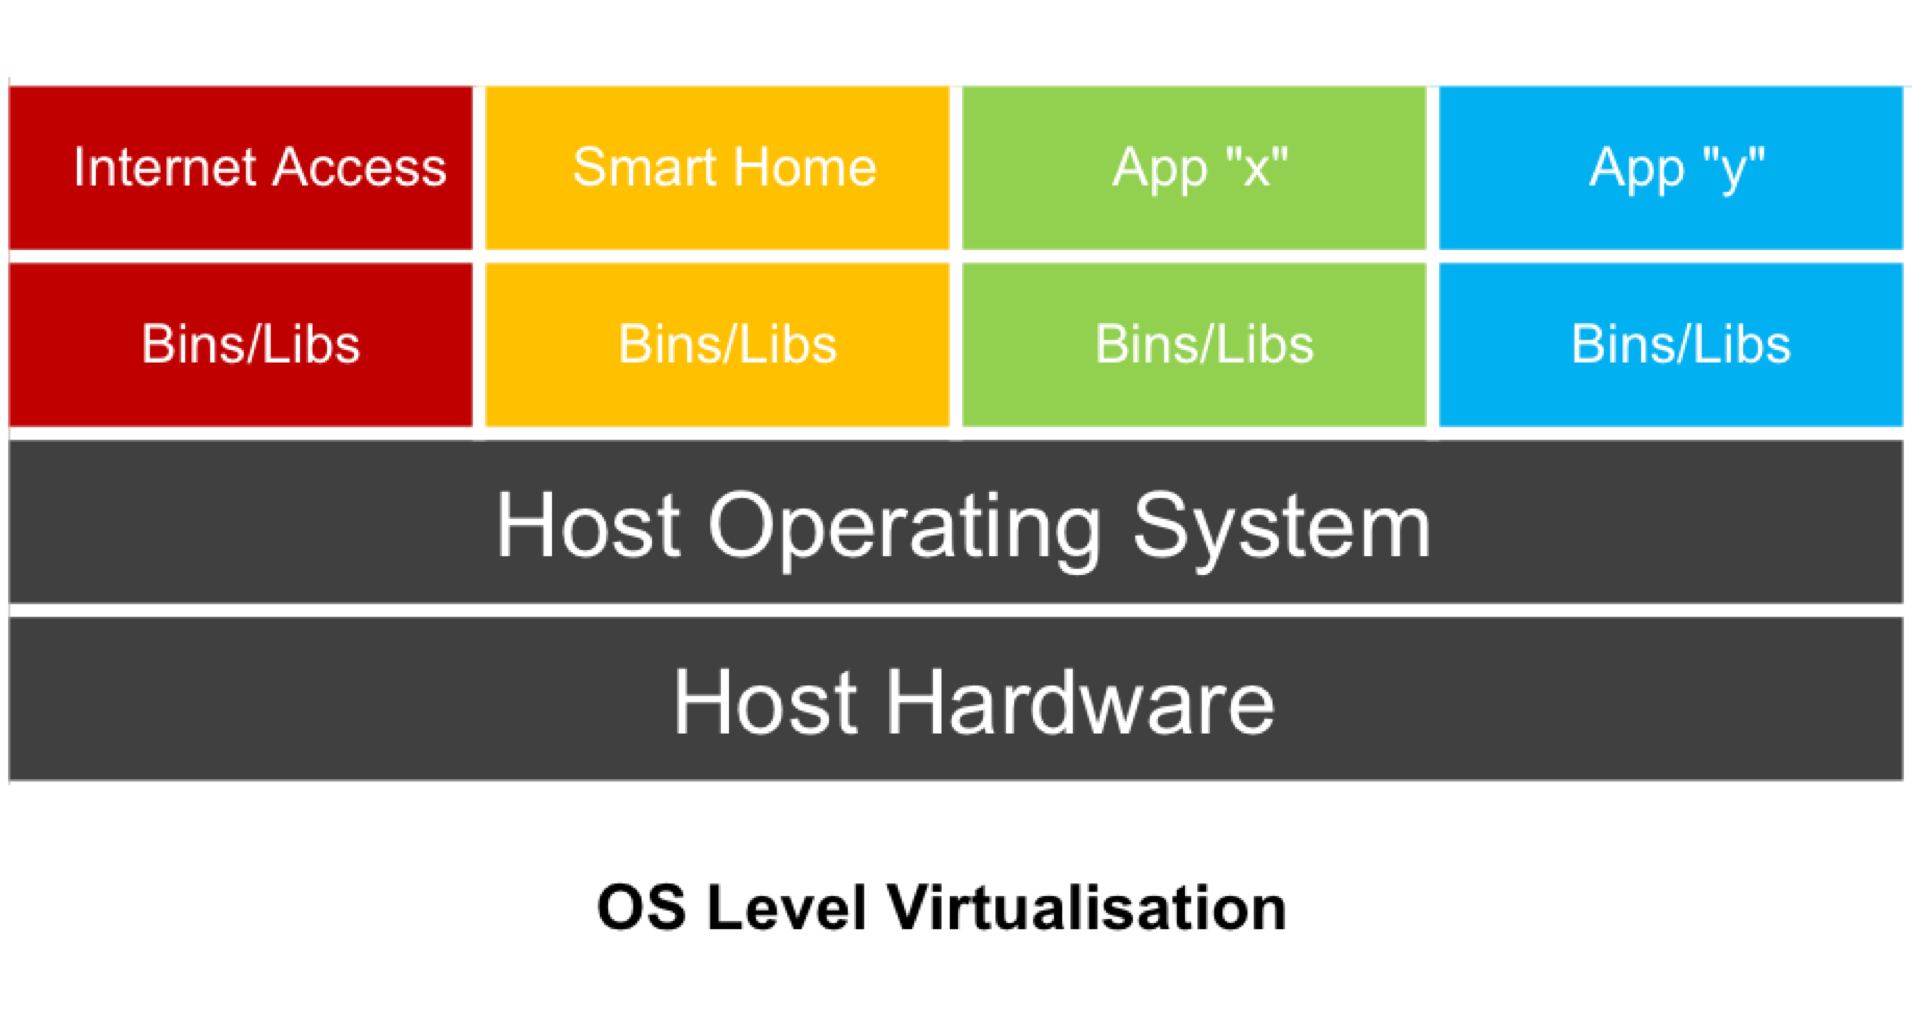 Internet Access
Smart Home
App "x"
App "y"
Bins/Libs
Bins/Libs
Bins/Libs
Bins/Libs
Host Operating System
Host Hardware
OS Level Virtualisation